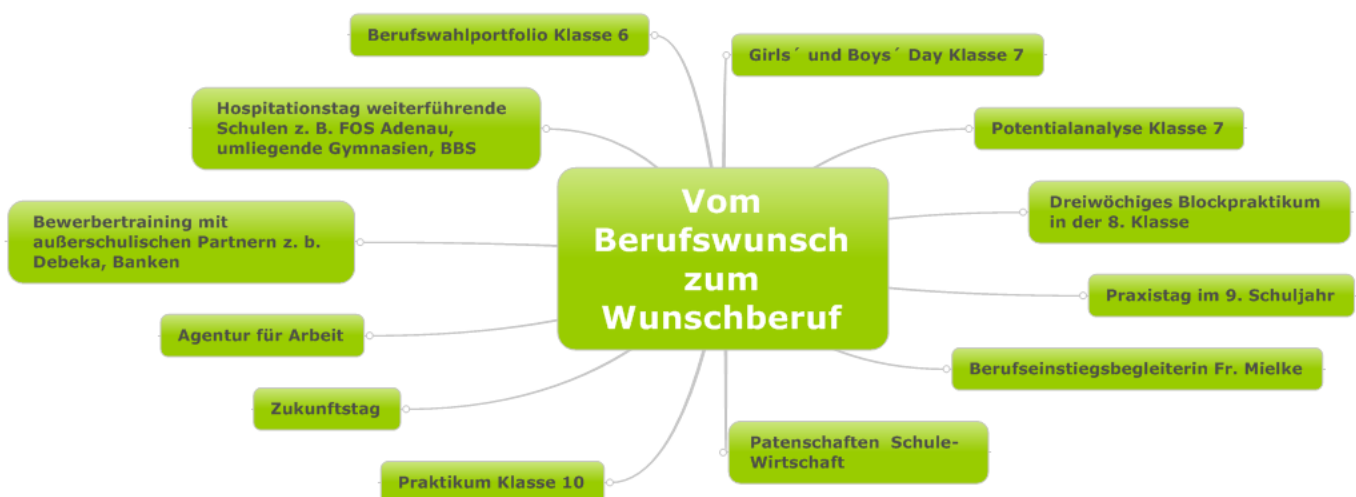 Berufswahlportfolio Klasse 6
Girls´ und Boys´ Day Klasse 7
Hospitationstag weiterführende
Schulen z. B. FOS Adenau,
umliegende Gymnasien, BBS
Potentialanalyse Klasse 7
Vom
Berufswunsch
zum
Wunschberuf
Dreiwöchiges Blockpraktikum
in der 8. Klasse
Bewerbertraining mit
außerschulischen Partnern z. b.
Debeka, Banken
Praxistag im 9. Schuljahr
Agentur für Arbeit
Berufseinstiegsbegleiterin Fr. Mielke
Zukunftstag
Patenschaften  Schule-
Wirtschaft
Praktikum Klasse 10